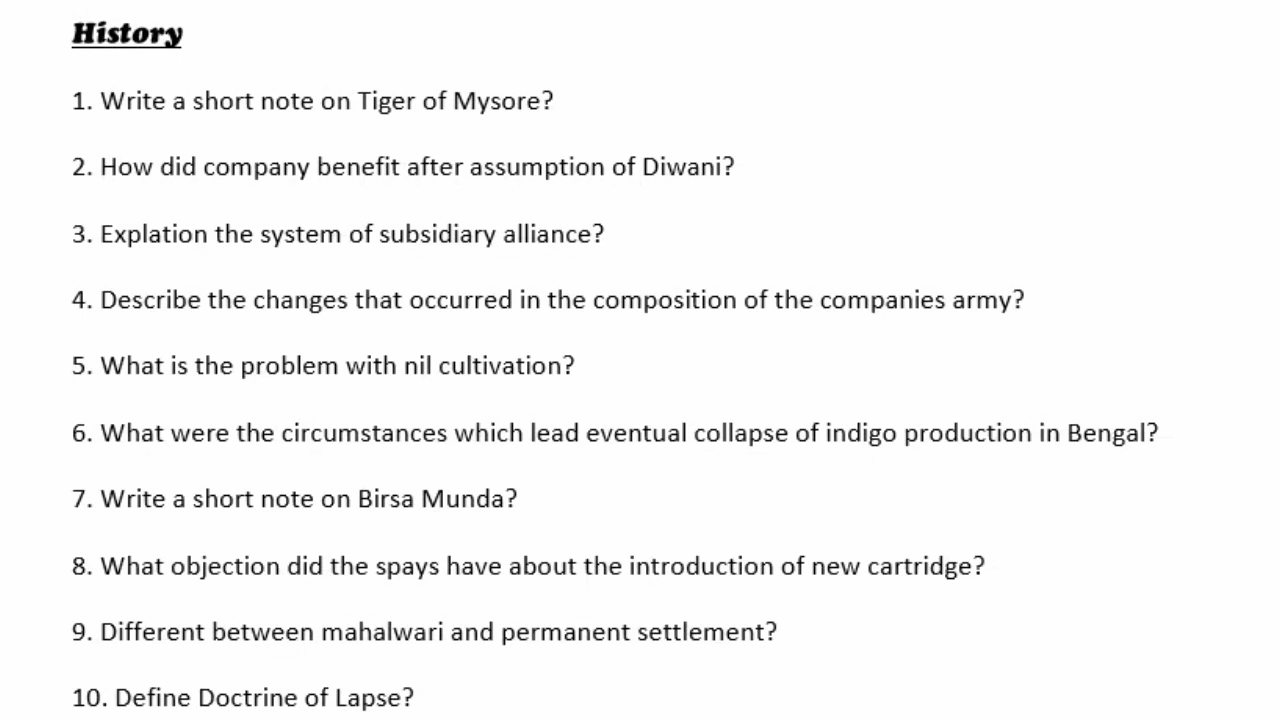 History
1. Write a short note on Tiger of Mysore?
2. How did company benefit after assumption of Diwani?
3. Explation the system of subsidiary alliance?
4. Describe the changes that occurred in the composition of the companies army?
5. What is the problem with nil cultivation?
6. What were the circumstances which lead eventual collapse of indigo production in Bengal?
7. Write a short note on Birsa Munda?
8. What objection did the spays have about the introduction of new cartridge?
9. Different between mahalwari and permanent settlement?
10. Define Doctrine of Lapse?